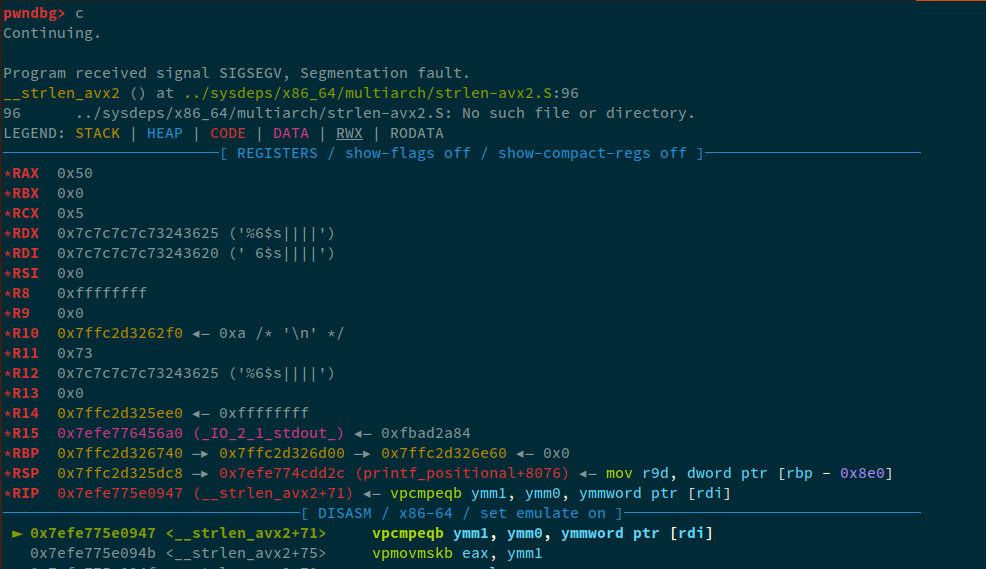 pwndbg> c
Continuing.
Program received signal SIGSEGV, Segmentation fault.
__strlen_avx2 () at ../sysdeps/x86_64/multiarch/strlen-avx2.S:96
96      ../sysdeps/x86_64/multiarch/strlen-avx2.S: No such file or directory.
LEGEND: STACK | HEAP | CODE | DATA | RWX | RODATA
[ REGISTERS / show-flags off / show-compact-regs off ]
*RAX  0x50
*RBX  0x0
*RCX  0x5
*RDX  0x7c7c7c7c73243625 ('%6$s||||')
*RDI  0x7c7c7c7c73243620 (' 6$s||||')
*RSI  0x0
*R8   0xffffffff
*R9   0x0
*R10  0x7ffc2d3262f0 ◂— 0xa /* '\n' */
*R11  0x73
*R12  0x7c7c7c7c73243625 ('%6$s||||')
*R13  0x0
*R14  0x7ffc2d325ee0 ◂— 0xffffffff
*R15  0x7efe776456a0 (_IO_2_1_stdout_) ◂— 0xfbad2a84
*RBP  0x7ffc2d326740 —▸ 0x7ffc2d326d00 —▸ 0x7ffc2d326e60 ◂— 0x0
*RSP  0x7ffc2d325dc8 —▸ 0x7efe774cdd2c (printf_positional+8076) ◂— mov r9d, dword ptr [rbp - 0x8e0]
*RIP  0x7efe775e0947 (__strlen_avx2+71) ◂— vpcmpeqb ymm1, ymm0, ymmword ptr [rdi]
[ DISASM / x86-64 / set emulate on ]
► 0x7efe775e0947 <__strlen_avx2+71>     vpcmpeqb ymm1, ymm0, ymmword ptr [rdi]
0x7efe775e094b <__strlen_avx2+75>     vpmovmskb eax, ymm1